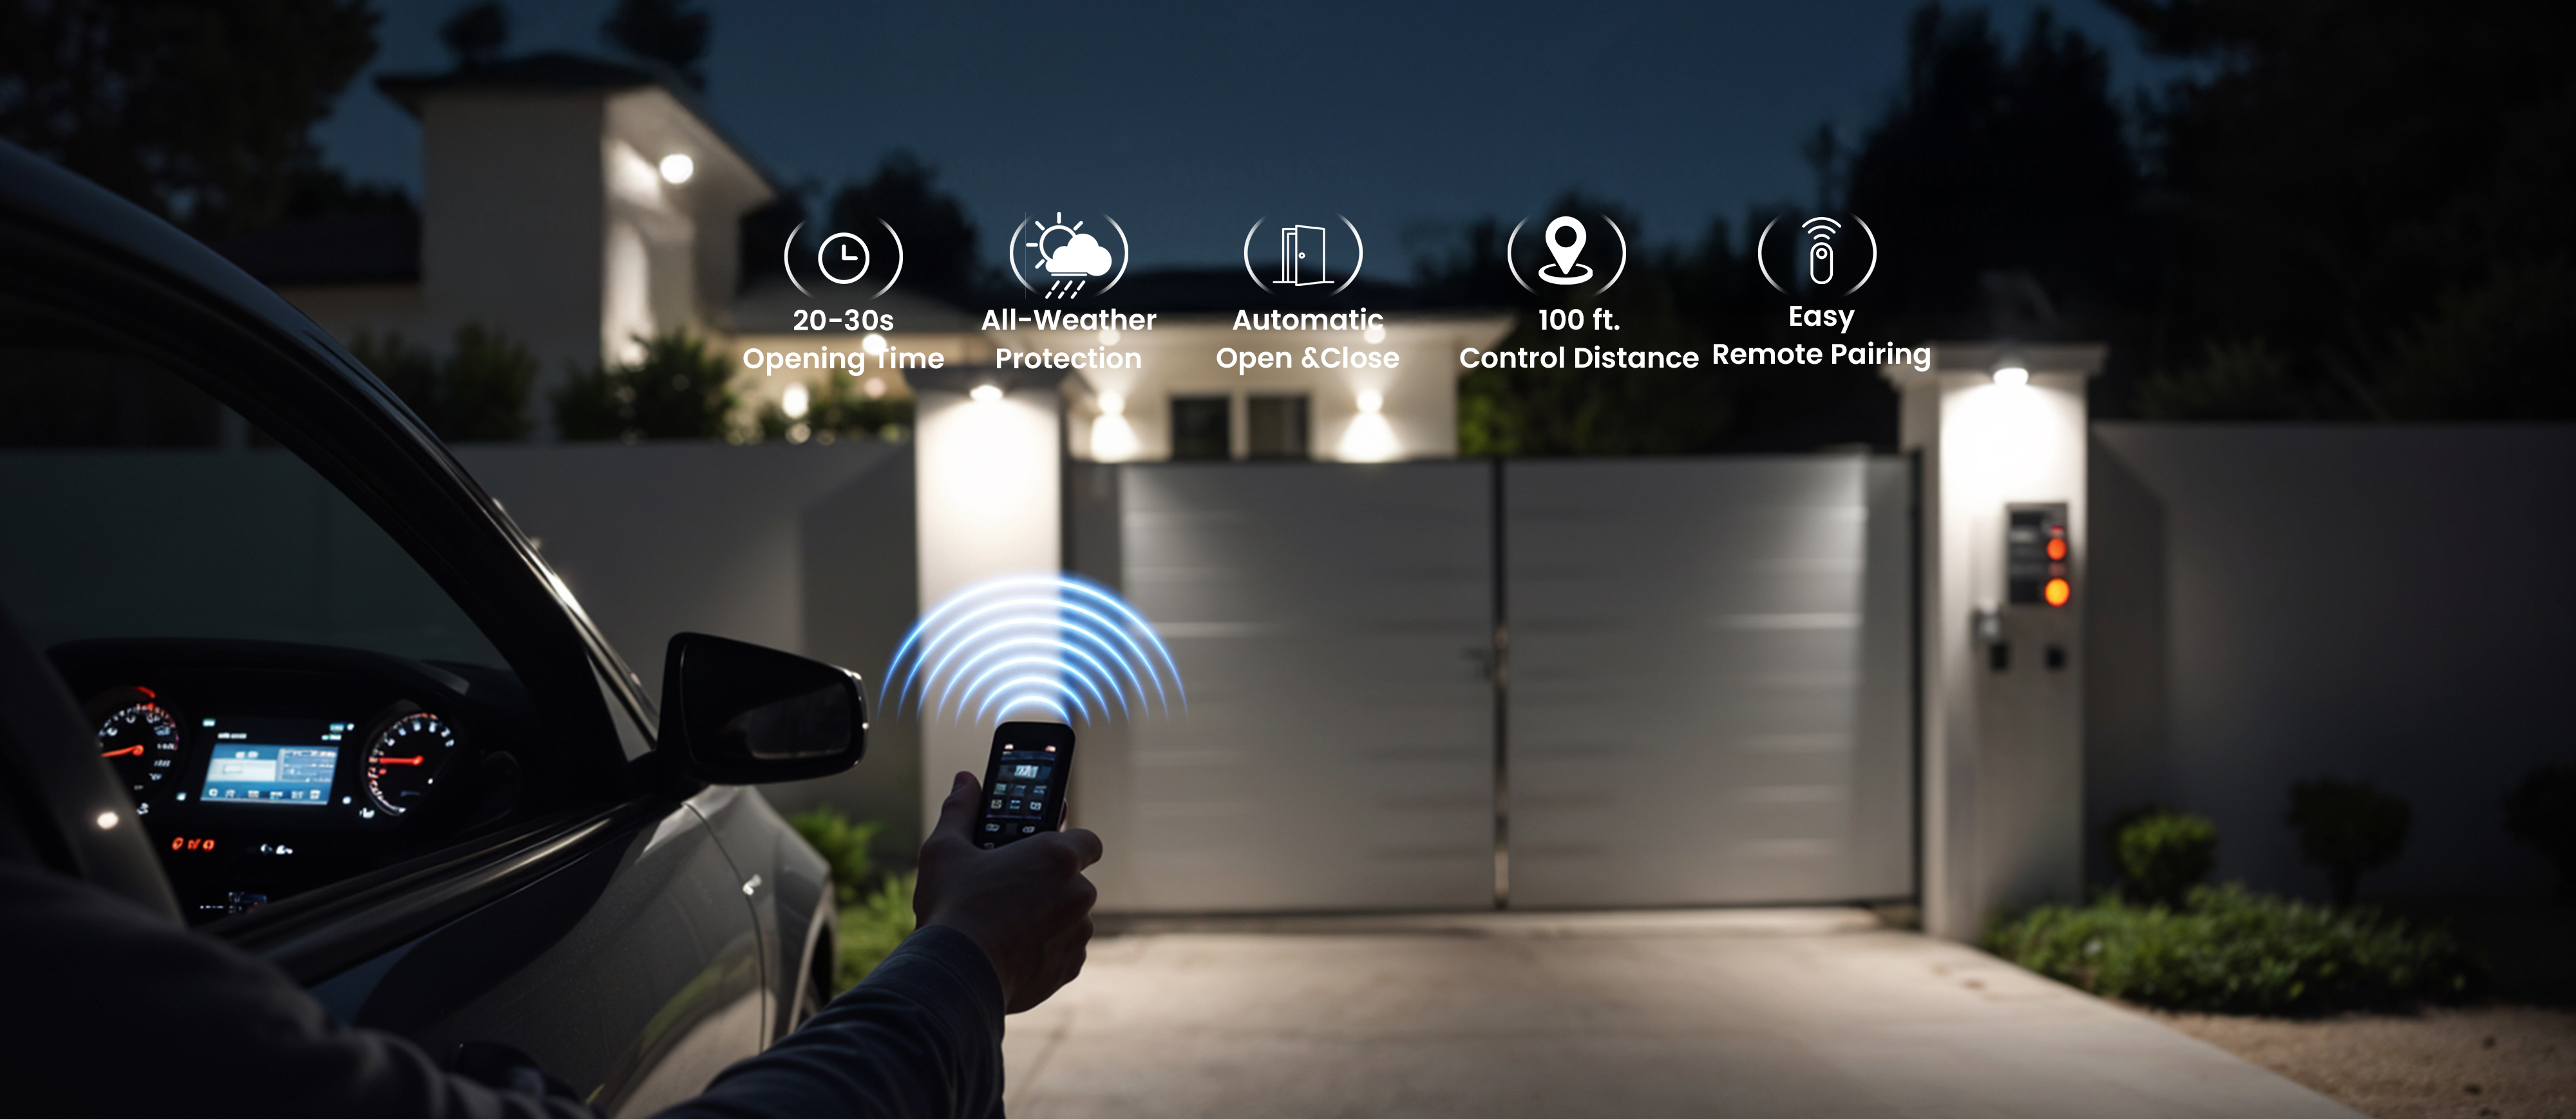 20-30s
Opening Time
All-Weather
Protection
Automatic
Open &Close
100 ft.
Control Distance
Easy
Remote Pairing